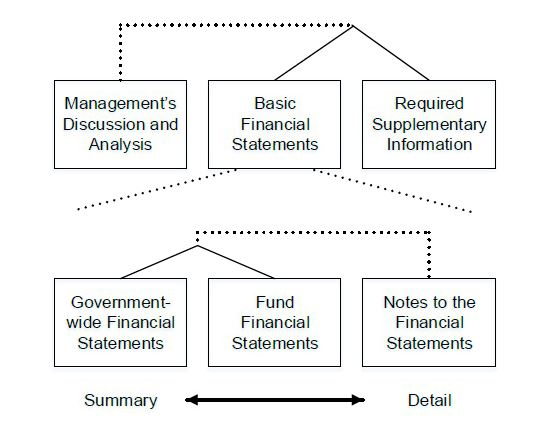 Management's
Discussion and
Analysis
Basic
Financial
Statements
Required
Supplementary
Information
Government-
wide Financial
Statements
Fund
Financial
Statements
Notes to the
Financial
Statements
Summary
Detail